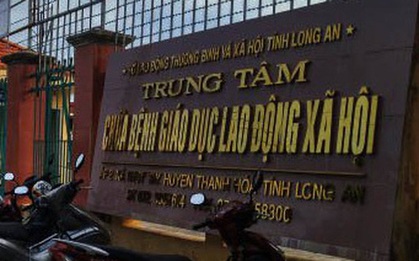 SỞ LAO ĐỘNG THƯƠNG BINH VÀ XÃ HỘI TỈNH LONG AN
TRUNG TÂM
CHỮA BỆNH GIÁO DỤC LAO ĐỘNG XÃ HỘI
HUYỆN THẠNH HÓA TỈNH LONG AN